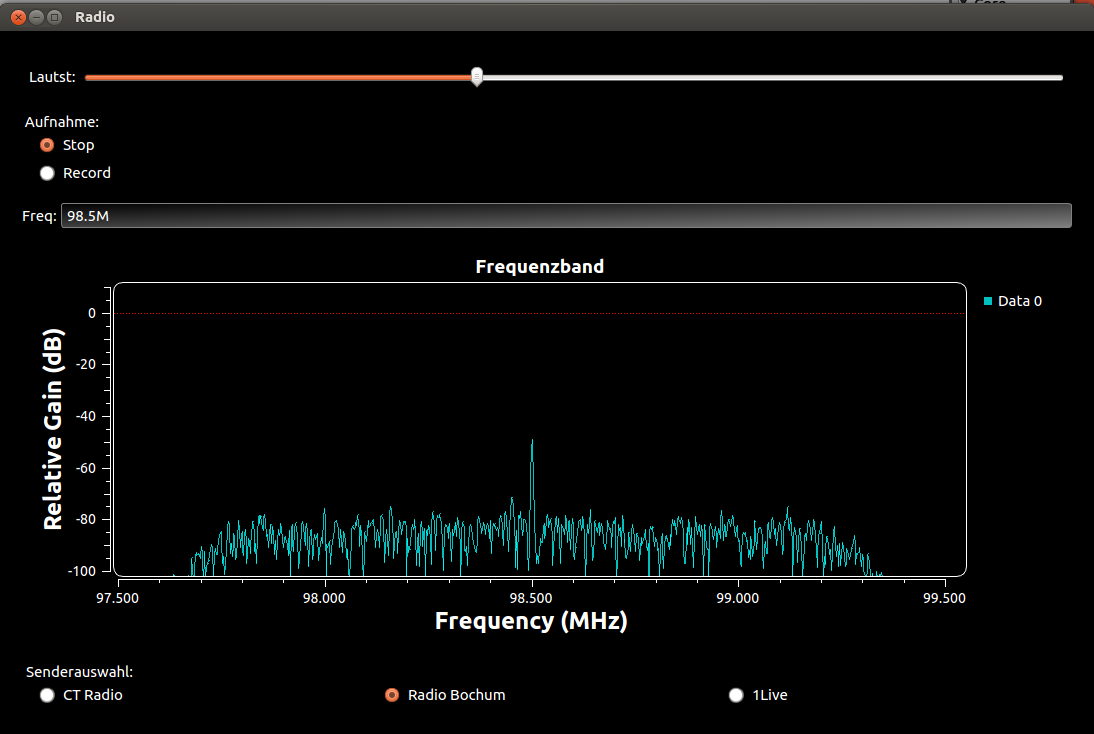 Radio
Lautst:
Aufnahme:
Stop
Record
Freq: 98.5M
Frequenzband
Data 0
Relative Gain (dB)
0
-20
-40
-60
-80
-100
97.500 98.000 98.500 99.000 99.500
Frequency (MHz)
Senderauswahl:
CT Radio Radio Bochum 1Live